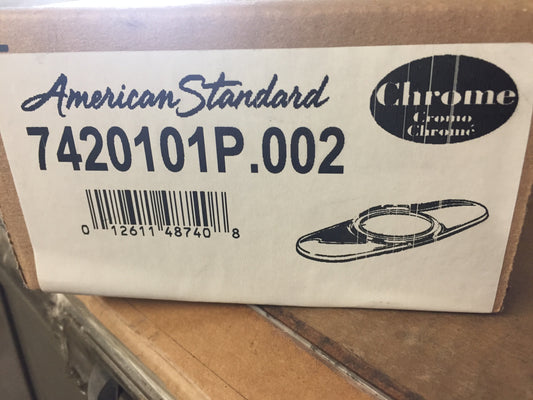 American Standard
Chrome
Cromo
Chromé
7420101P.002
0 12611 48740 8